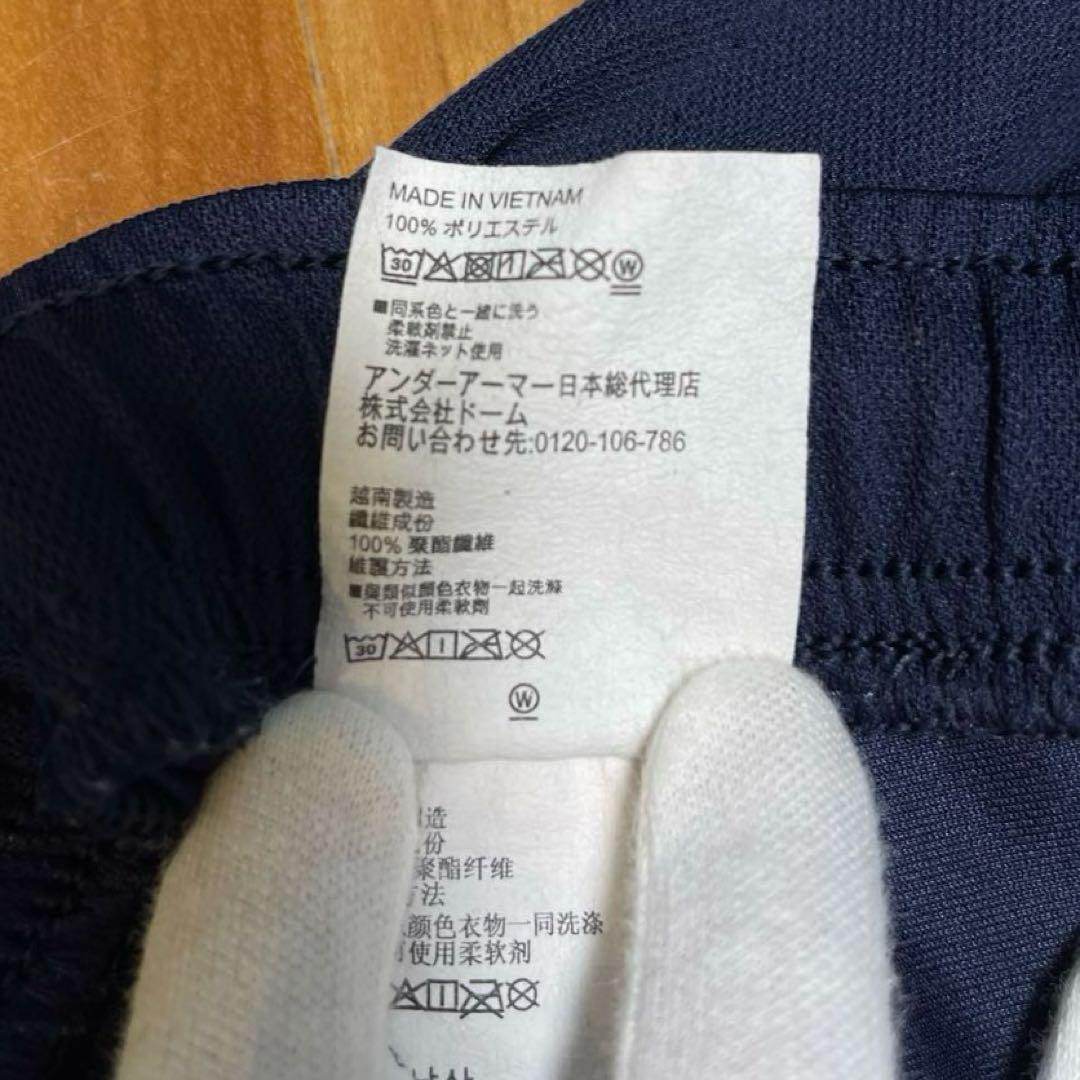 MADE IN VIETNAM
100% ポリエステル
30 W
■同系色と一緒に洗う
柔軟剤禁止
洗濯ネット使用
アンダーアーマー日本総代理店
株式会社ドーム
お問い合わせ先:0120-106-786
越南製造
纖維成份
100% 聚酯纖維
維護方法
■與類似顏色衣物一起洗滌
不可使用柔軟劑
30
W
造
份
聚酯纤维
方法
颜色衣物一同洗涤
使用柔软剂